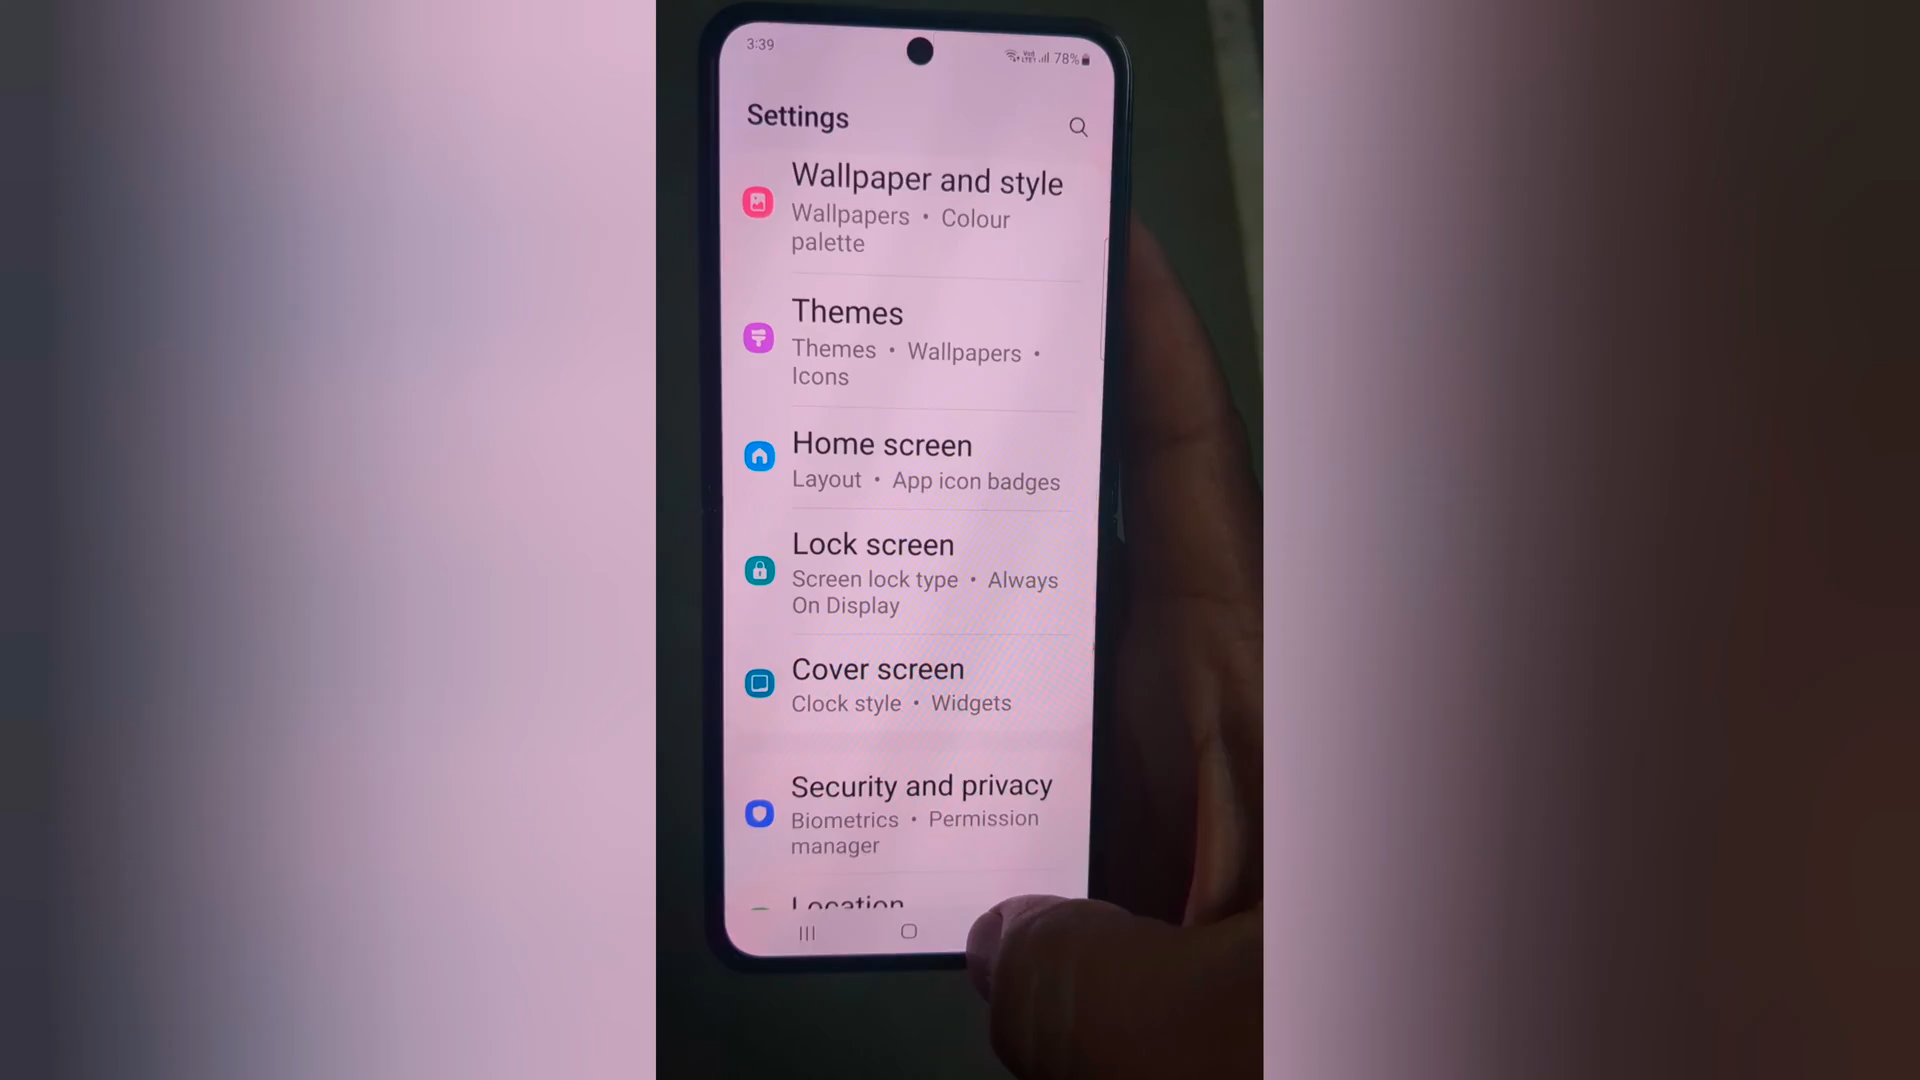 3:39
78%
Settings
Wallpaper and style
Wallpapers • Colour
palette
Themes
Themes • Wallpapers •
Icons
Home screen
Layout • App icon badges
Lock screen
Screen lock type • Always
On Display
Cover screen
Clock style • Widgets
Security and privacy
Biometrics • Permission
manager
Location